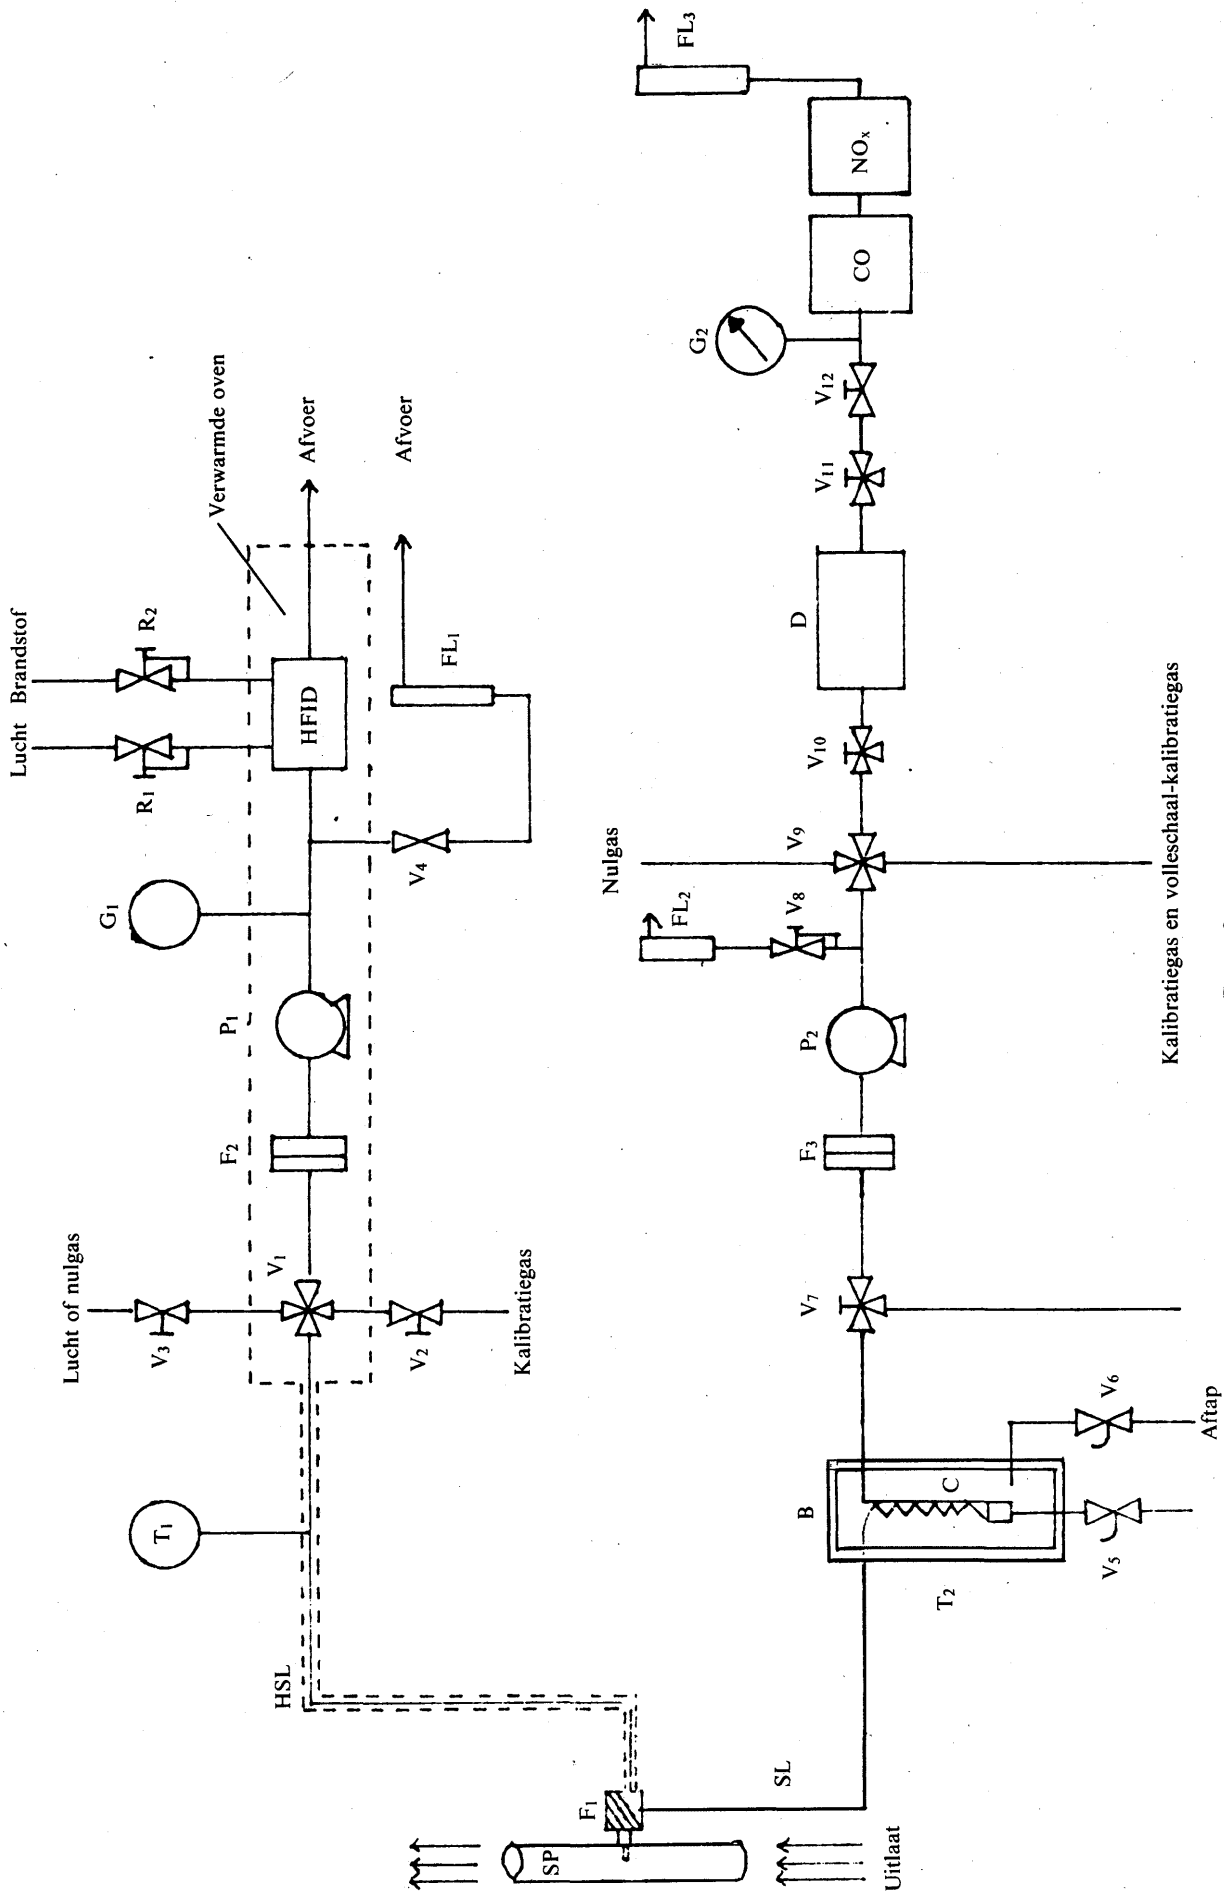 Lucht
Brandstof
R1
R2
Verwarmde oven
Lucht of nulgas
V3
V1
F2
P1
G1
HFID
Afvoer
Afvoer
FL1
V4
V2
Kalibratiegas
T1
HSL
F1
SP
Uitlaat
SL
B
C
T2
V5
V6
Aftap
V7
F3
P2
Nulgas
FL2
V8
V9
Kalibratiegas en volleschaal-kalibratiegas
V10
D
V11
V12
G2
CO
NOx
FL3